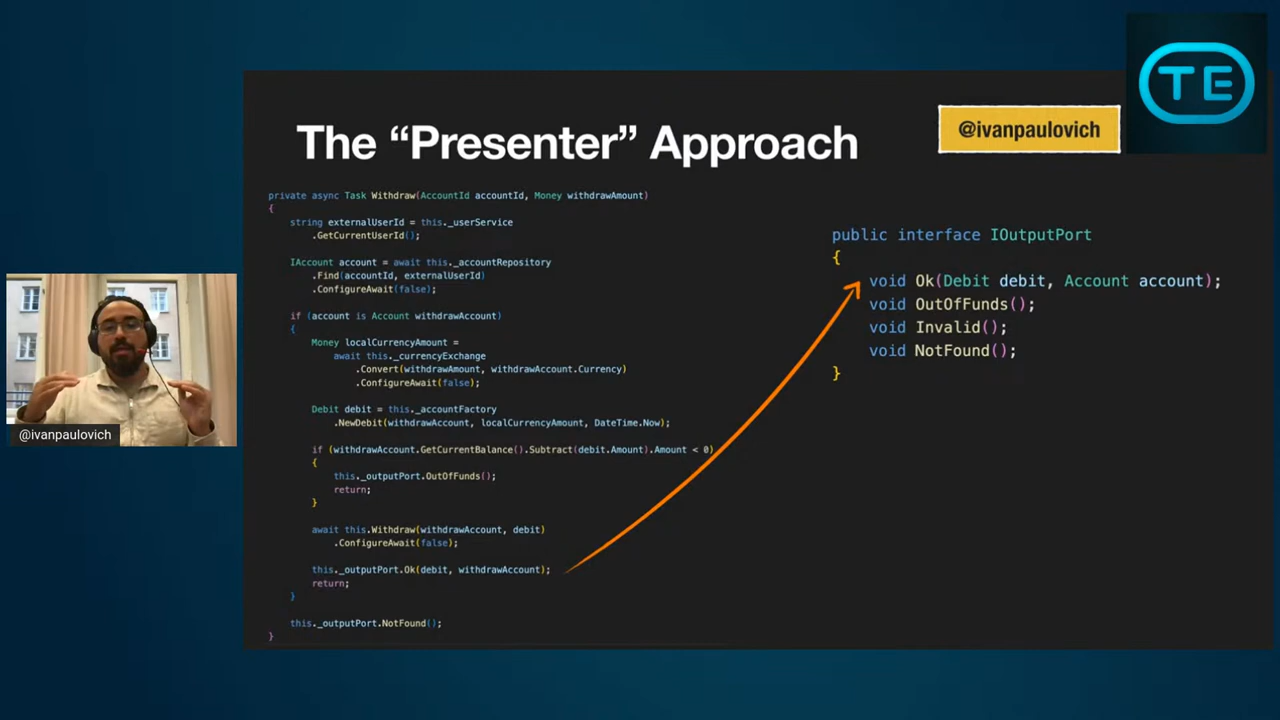 TE
The “Presenter” Approach
@ivanpaulovich
private async Task Withdraw(AccountId accountId, Money withdrawAmount)
{
string externalUserId = this._userService
.GetCurrentUserId();
IAccount account = await this._accountRepository
.Find(accountId, externalUserId)
.ConfigureAwait(false);
if (account is Account withdrawAccount)
{
Money localCurrencyAmount =
await this._currencyExchange
.Convert(withdrawAmount, withdrawAccount.Currency)
.ConfigureAwait(false);
Debit debit = this._accountFactory
.NewDebit(withdrawAccount, localCurrencyAmount, DateTime.Now);
if (withdrawAccount.GetCurrentBalance().Subtract(debit.Amount).Amount < 0)
{
this._outputPort.OutOfFunds();
return;
}
await this.Withdraw(withdrawAccount, debit)
.ConfigureAwait(false);
this._outputPort.Ok(debit, withdrawAccount);
return;
}
this._outputPort.NotFound();
}
public interface IOutputPort
{
void Ok(Debit debit, Account account);
void OutOfFunds();
void Invalid();
void NotFound();
}
@ivanpaulovich